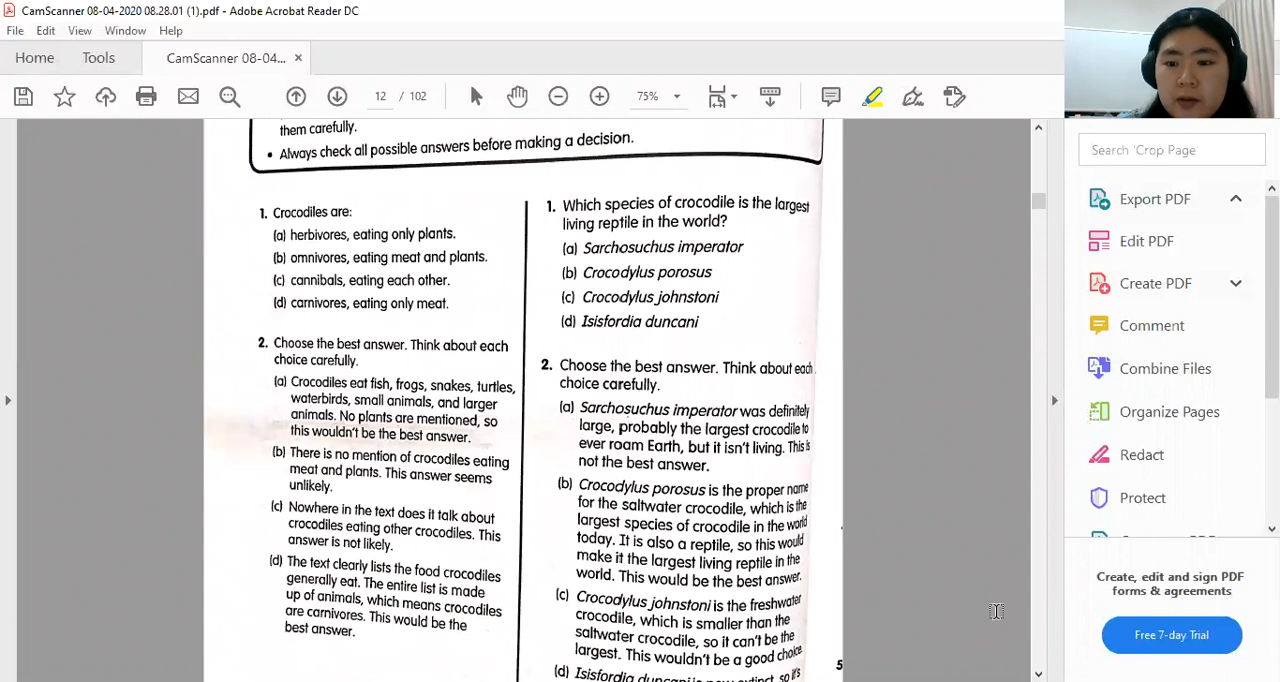 CamScanner 08-04-2020 08.28.01 (1).pdf - Adobe Acrobat Reader DC
File Edit View Window Help
Home Tools CamScanner 08-04... ×
12 / 102 75%
them carefully.
• Always check all possible answers before making a decision.
1. Crocodiles are:
(a) herbivores, eating only plants.
(b) omnivores, eating meat and plants.
(c) cannibals, eating each other.
(d) carnivores, eating only meat.
2. Choose the best answer. Think about each
choice carefully.
(a) Crocodiles eat fish, frogs, snakes, turtles,
waterbirds, small animals, and larger
animals. No plants are mentioned, so
this wouldn't be the best answer.
(b) There is no mention of crocodiles eating
meat and plants. This answer seems
unlikely.
(c) Nowhere in the text does it talk about
crocodiles eating other crocodiles. This
answer is not likely.
(d) The text clearly lists the food crocodiles
generally eat. The entire list is made
up of animals, which means crocodiles
are carnivores. This would be the
best answer.
1. Which species of crocodile is the largest
living reptile in the world?
(a) Sarchosuchus imperator
(b) Crocodylus porosus
(c) Crocodylus johnstoni
(d) Isisfordia duncani
2. Choose the best answer. Think about each
choice carefully.
(a) Sarchosuchus imperator was definitely
large, probably the largest crocodile to
ever roam Earth, but it isn't living. This is
not the best answer.
(b) Crocodylus porosus is the proper name
for the saltwater crocodile, which is the
largest species of crocodile in the world
today. It is also a reptile, so this would
make it the largest living reptile in the
world. This would be the best answer.
(c) Crocodylus johnstoni is the freshwater
crocodile, which is smaller than the
saltwater crocodile, so it can't be the
largest. This wouldn't be a good choice.
(d) Isisfordia duncani is now extinct, so it's
5
Search 'Crop Page'
Export PDF
Edit PDF
Create PDF
Comment
Combine Files
Organize Pages
Redact
Protect
Create, edit and sign PDF
forms & agreements
Free 7-day Trial